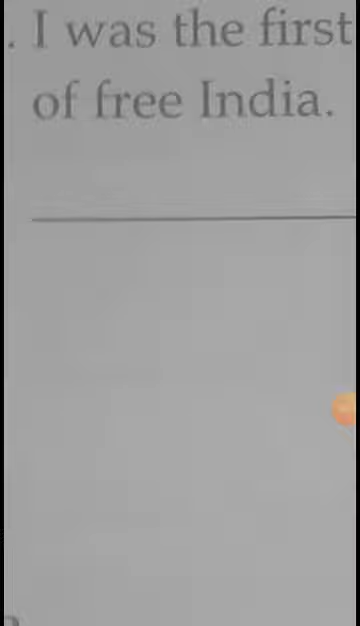 . I was the first
of free India.